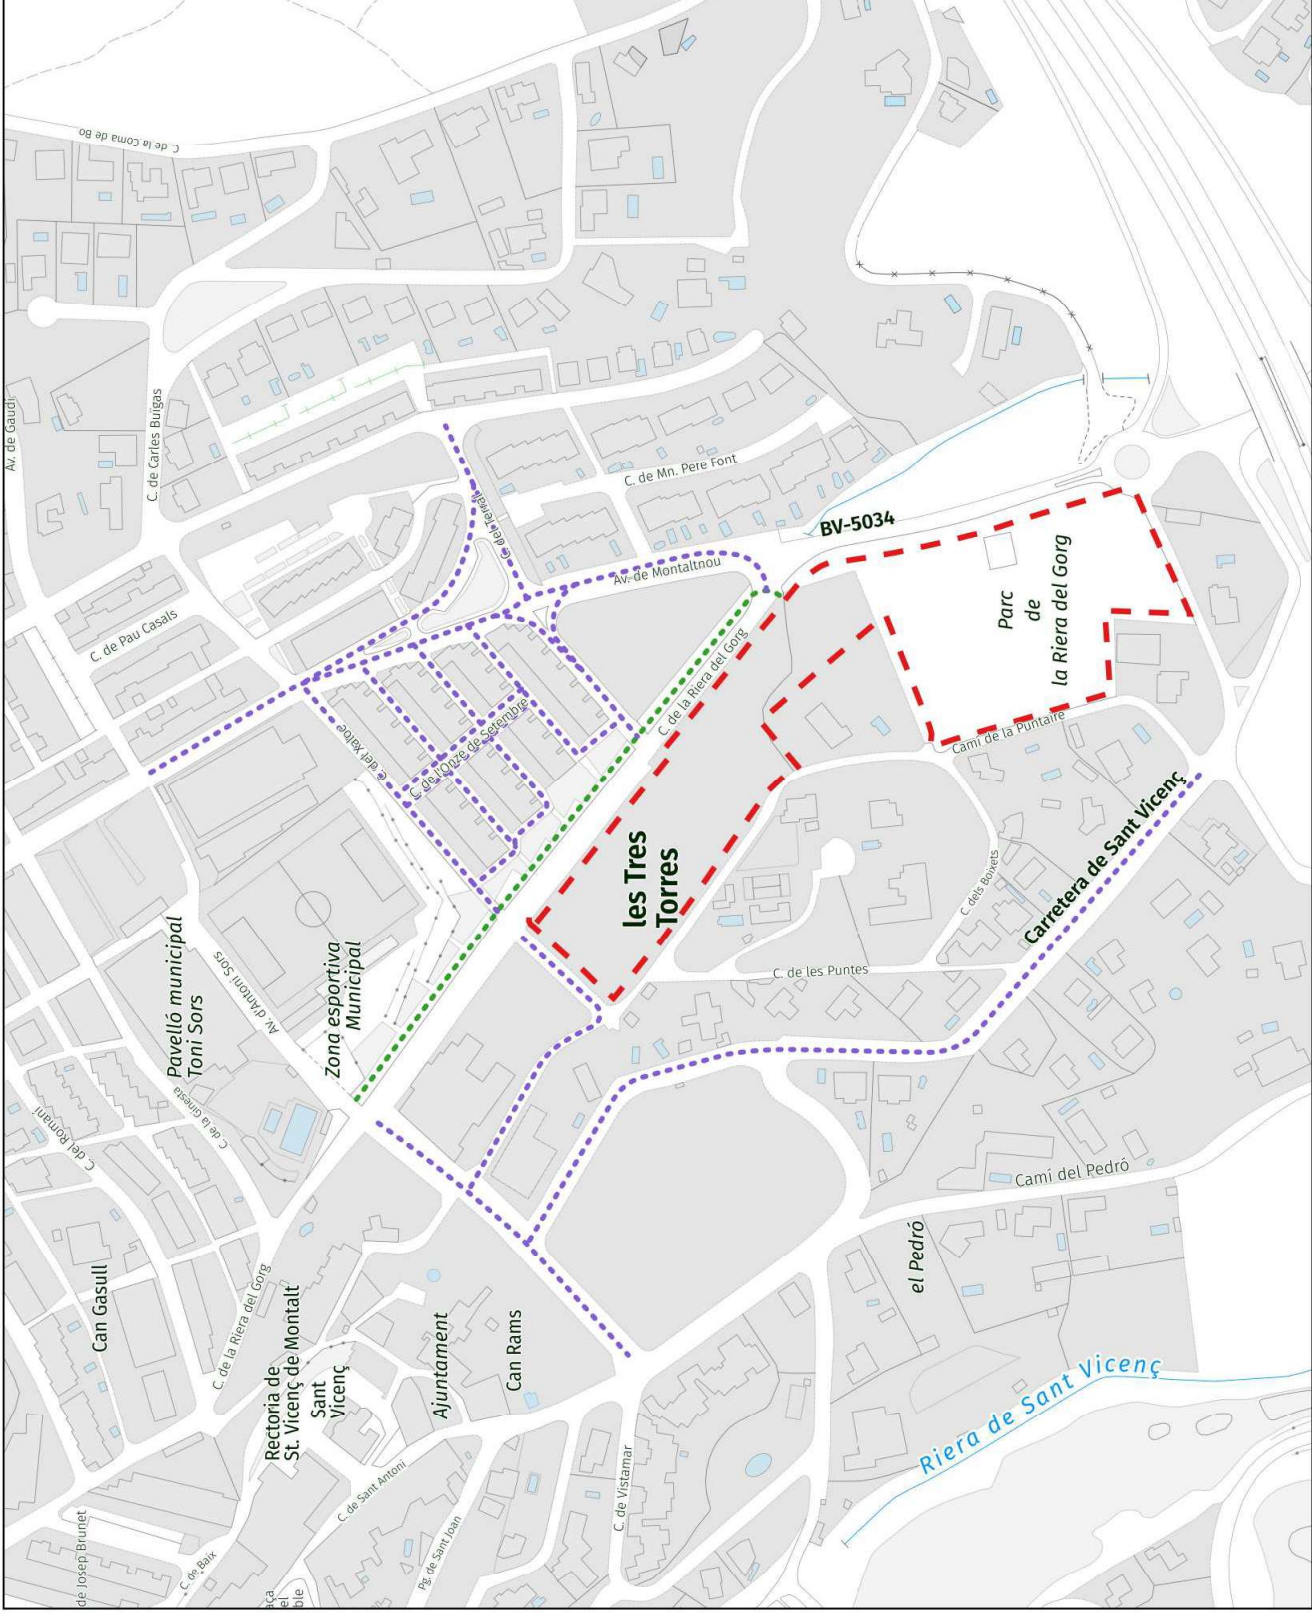 C. de la Coma de Bo
Av. de Gaudí
C. de Carles Buïgas
C. de Pau Casals
C. de Mn. Pere Font
C. del Terral
BV-5034
Av. de Montaltnou
Parc
de
la Riera del Gorg
C. de la Riera del Gorg
Camí de la Puntaire
C. del Xaloc
C. de l'Onze de Setembre
les Tres
Torres
Carretera de Sant Vicenç
C. dels Boixets
C. de les Puntes
Pavelló municipal
Toni Sors
Av. d'Antoni Sors
Zona esportiva
Municipal
C. de la Ginesta
C. del Romaní
Camí del Pedró
el Pedró
Can Gasull
C. de la Riera del Gorg
Rectoria de
St. Vicenç de Montalt
Sant
Vicenç
Ajuntament
Can Rams
Riera de Sant Vicenç
C. de Sant Antoni
C. de Vistamar
Pg. de Sant Joan
de Josep Brunet
C. de Baix
aça
el
ble